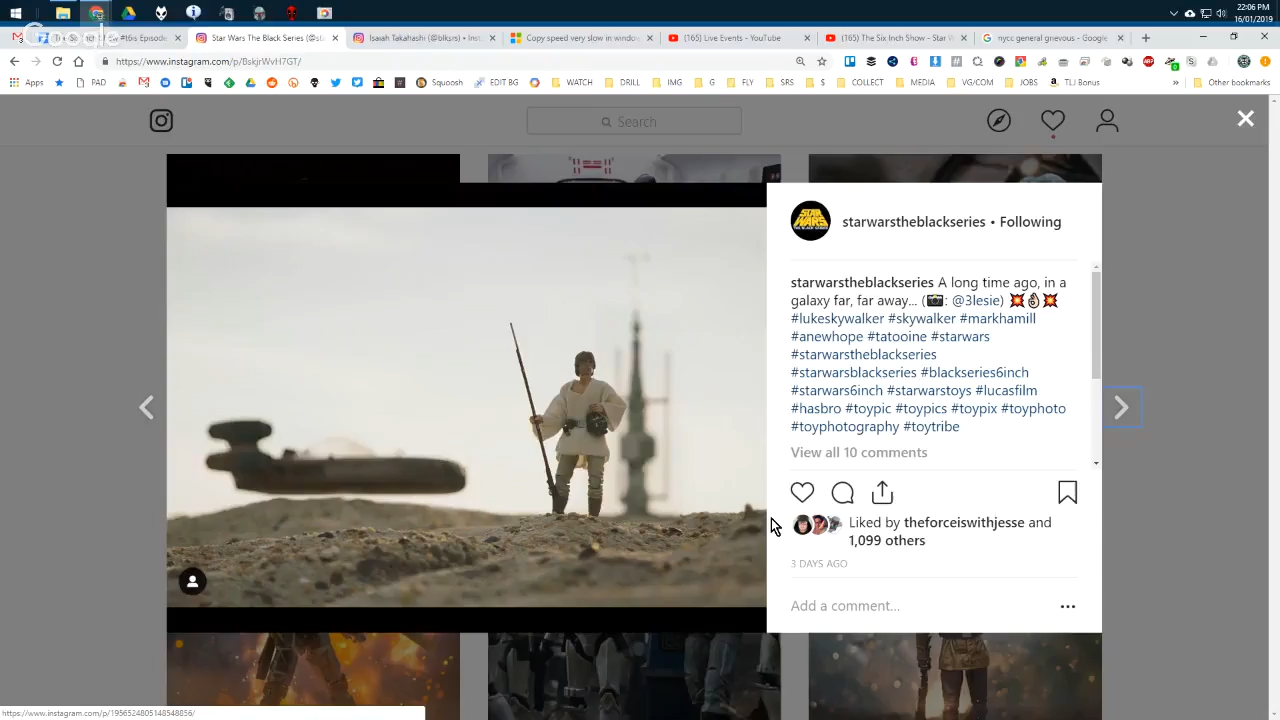 22:06 PM
16/01/2019
Google
Star Wars The Black Series (@sta
Isaiah Takahashi (@blksrs) • Inst
Copy speed very slow in window
(165) Live Events - YouTube
(165) The Six Inch Show - Star W
nycc general grievous - Google
https://www.instagram.com/p/BskjrWvH7GT/
Apps
PAD
Squoosh
EDIT BG
WATCH
DRILL
IMG
G
FLY
SRS
$
COLLECT
MEDIA
VG/COM
JOBS
TLJ Bonus
»
Other bookmarks
Search
starwarstheblackseries • Following
starwarstheblackseries A long time ago, in a
galaxy far, far away... (📷: @3lesie) 💥👌💥
#lukeskywalker #skywalker #markhamill
#anewhope #tatooine #starwars
#starwarstheblackseries
#starwarsblackseries #blackseries6inch
#starwars6inch #starwarstoys #lucasfilm
#hasbro #toypic #toypics #toypix #toyphoto
#toyphotography #toytribe
View all 10 comments
Liked by theforceiswithjesse and
1,099 others
3 DAYS AGO
Add a comment...
https://www.instagram.com/p/1956524805148548856/